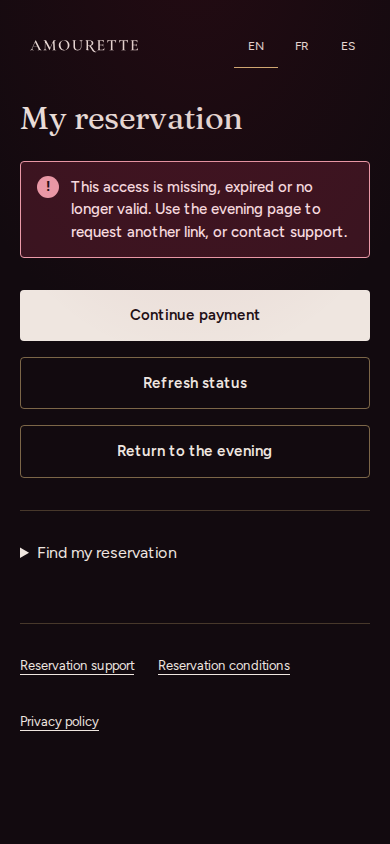 AMOURETTE
EN FR ES
My reservation
! This access is missing, expired or no
longer valid. Use the evening page to
request another link, or contact support.
Continue payment
Refresh status
Return to the evening
Find my reservation
Reservation support Reservation conditions
Privacy policy